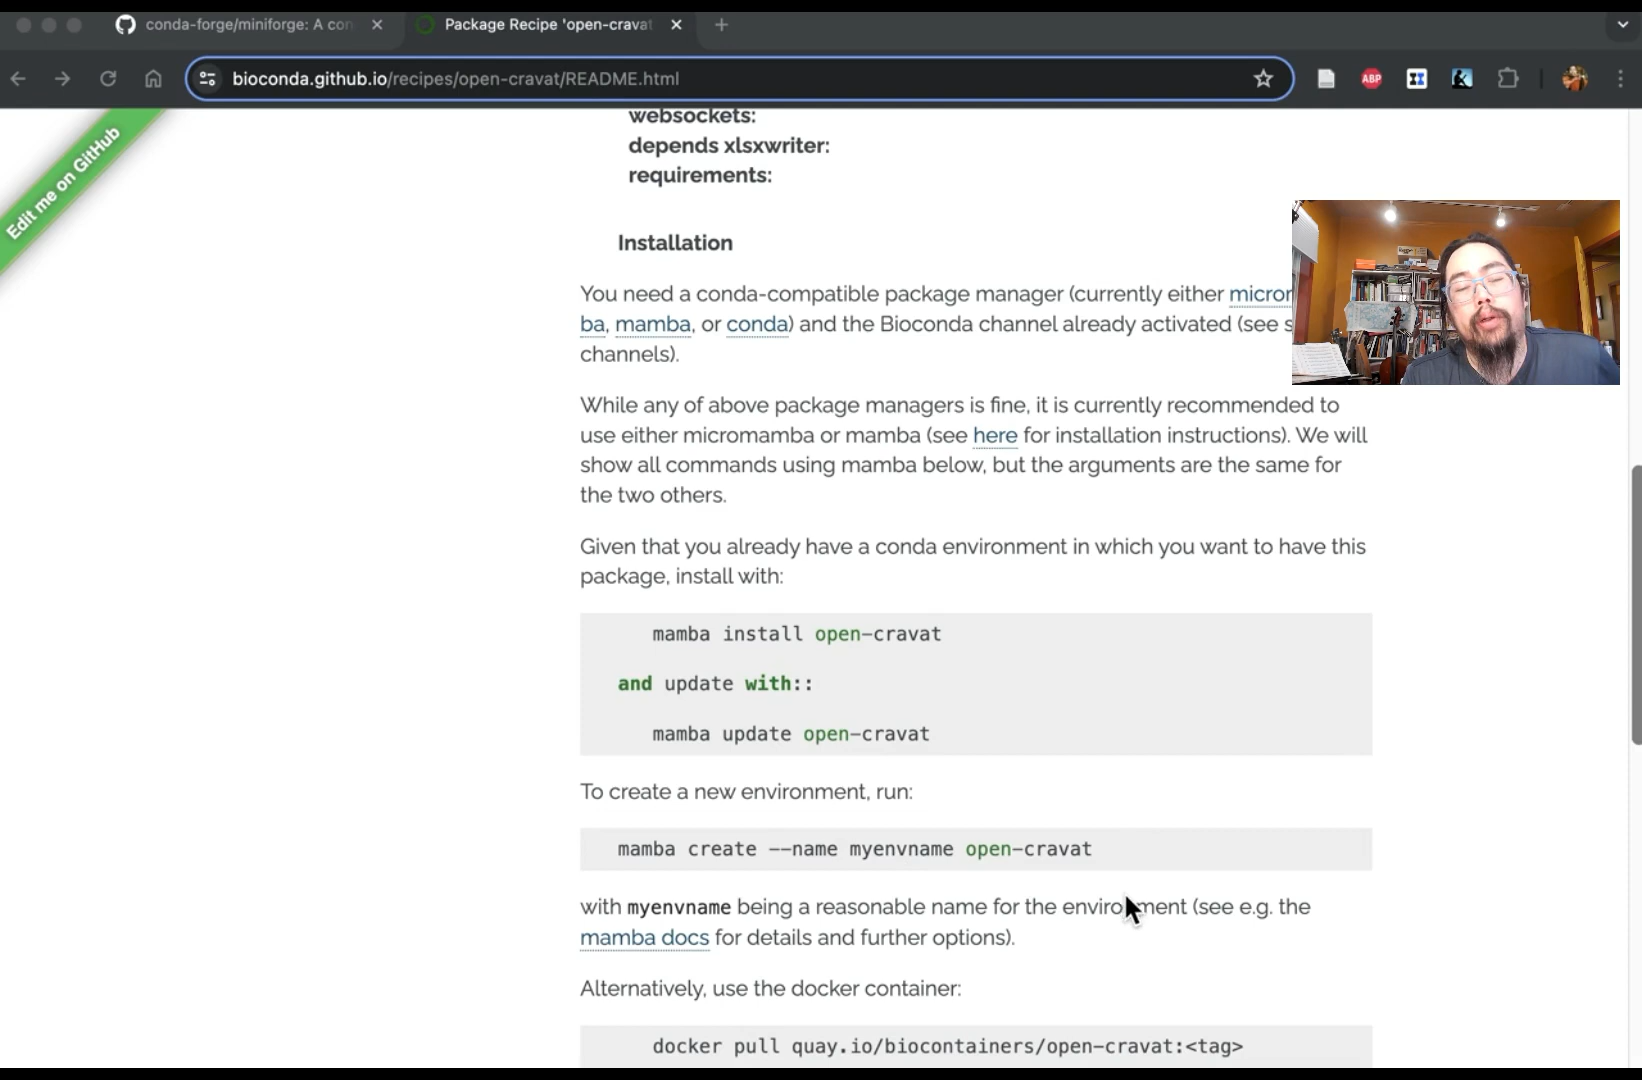 conda-forge/miniforge: A con
Package Recipe 'open-cravat
bioconda.github.io/recipes/open-cravat/README.html
ABP
Edit me on GitHub
websockets:
depends xlsxwriter:
requirements:
Installation
You need a conda-compatible package manager (currently either micro
ba, mamba, or conda) and the Bioconda channel already activated (see s
channels).
While any of above package managers is fine, it is currently recommended to
use either micromamba or mamba (see here for installation instructions). We will
show all commands using mamba below, but the arguments are the same for
the two others.
Given that you already have a conda environment in which you want to have this
package, install with:
mamba install open-cravat
and update with::
mamba update open-cravat
To create a new environment, run:
mamba create --name myenvname open-cravat
with myenvname being a reasonable name for the environment (see e.g. the
mamba docs for details and further options).
Alternatively, use the docker container:
docker pull quay.io/biocontainers/open-cravat:<tag>